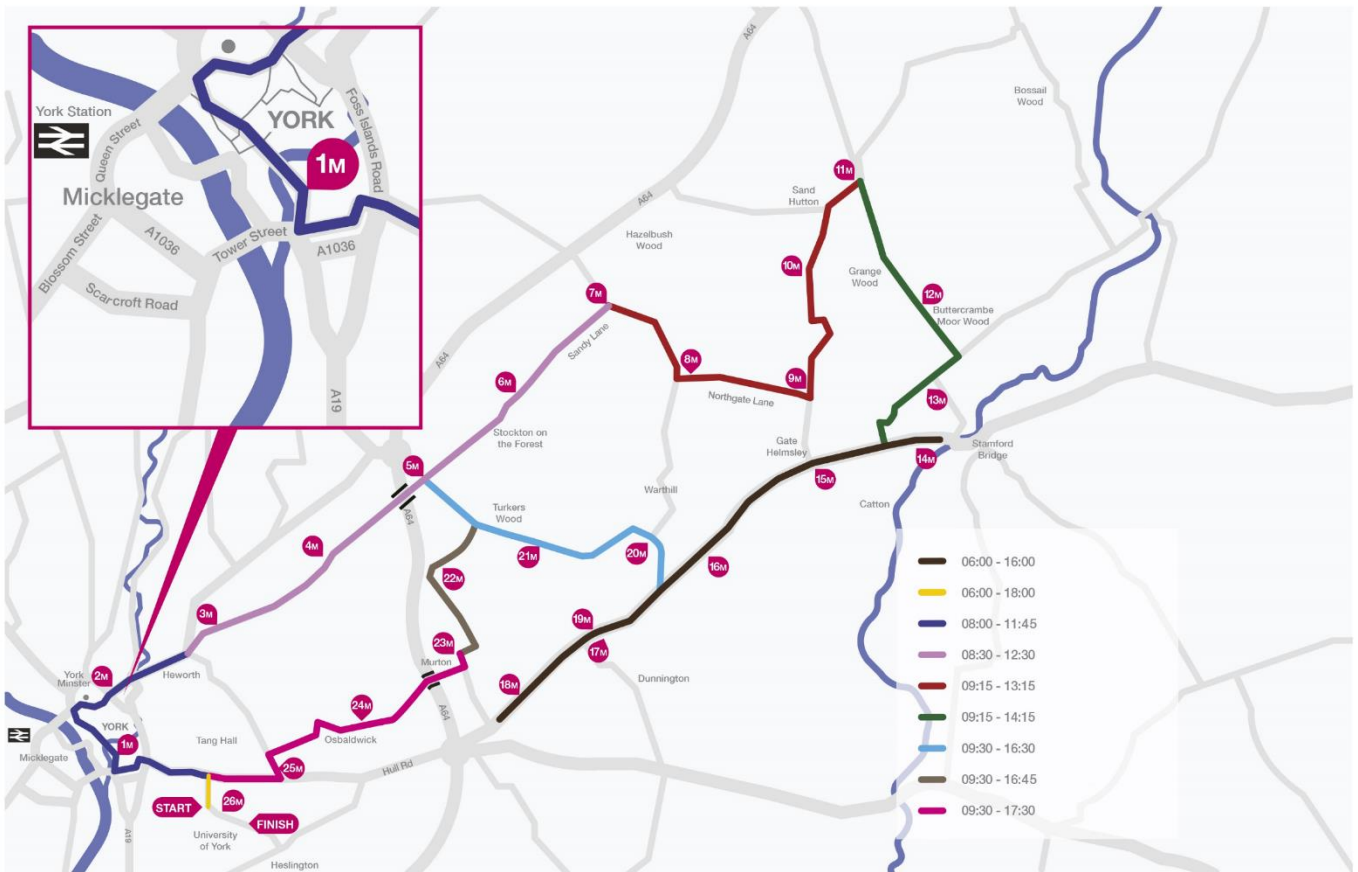 York Station
Queen Street
Micklegate
Blossom Street
A1036
Scarcroft Road
Tower Street
A1036
YORK
1M
Foss Islands Road
A19
A64
A64
A64
Bossall
Wood
11M
Sand
Hutton
Hazelbush
Wood
10M
Grange
Wood
12M
Buttercrambe
Moor Wood
7M
Sandy Lane
8M
6M
Northgate Lane
9M
13M
Stockton on
the Forest
Gate
Helmsley
Stamford
Bridge
14M
15M
5M
A64
Turkers
Wood
Warthill
Catton
4M
21M
20M
16M
22M
3M
19M
17M
23M
Murton
Dunnington
York
Minster
2M
Heworth
18M
A64
24M
YORK
Tang Hall
Osbaldwick
1M
Micklegate
25M
Hull Rd
START
26M
FINISH
University
of York
A19
Heslington
06:00 - 16:00
06:00 - 18:00
08:00 - 11:45
08:30 - 12:30
09:15 - 13:15
09:15 - 14:15
09:30 - 16:30
09:30 - 16:45
09:30 - 17:30